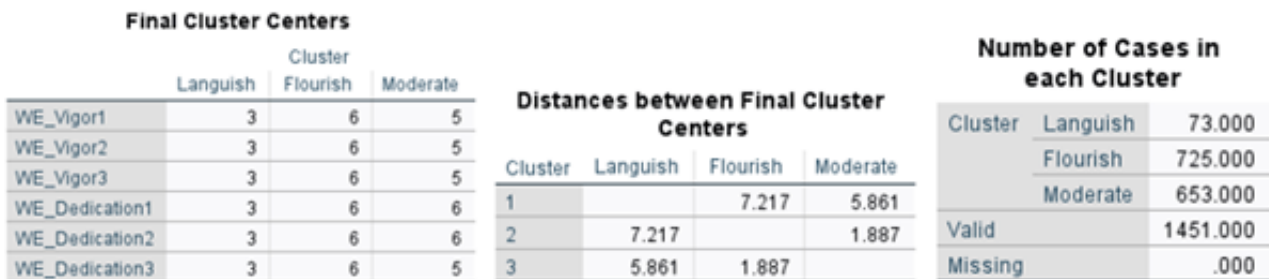 Final Cluster Centers
Cluster
Languish Flourish Moderate
WE_Vigor1 3 6 5
WE_Vigor2 3 6 5
WE_Vigor3 3 6 5
WE_Dedication1 3 6 6
WE_Dedication2 3 6 6
WE_Dedication3 3 6 5
Distances between Final Cluster
Centers
Cluster Languish Flourish Moderate
1 7.217 5.861
2 7.217 1.887
3 5.861 1.887
Number of Cases in
each Cluster
Cluster Languish 73.000
Flourish 725.000
Moderate 653.000
Valid 1451.000
Missing .000